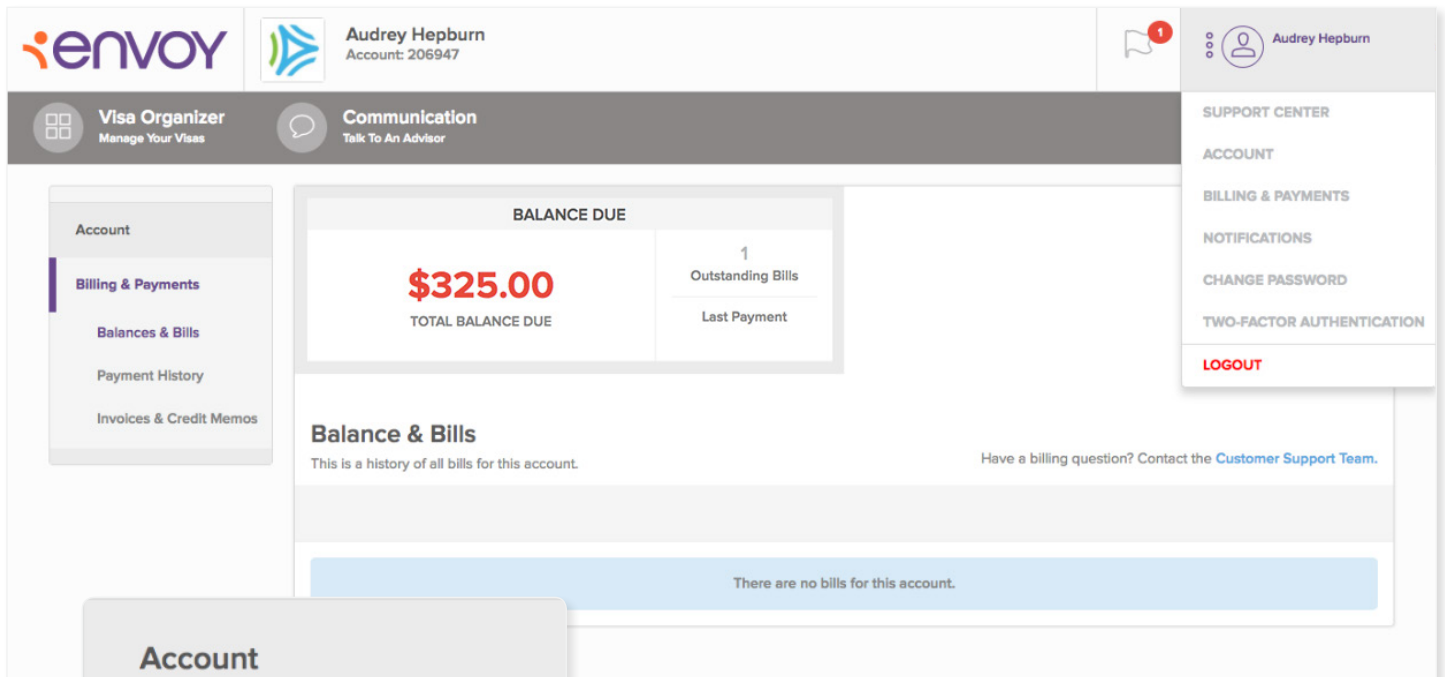 envoy
Audrey Hepburn
Account: 206947
1
Audrey Hepburn
Visa Organizer
Manage Your Visas
Communication
Talk To An Advisor
SUPPORT CENTER
ACCOUNT
BILLING & PAYMENTS
NOTIFICATIONS
CHANGE PASSWORD
TWO-FACTOR AUTHENTICATION
LOGOUT
Account
Billing & Payments
Balances & Bills
Payment History
Invoices & Credit Memos
BALANCE DUE
$325.00
TOTAL BALANCE DUE
1
Outstanding Bills
Last Payment
Balance & Bills
This is a history of all bills for this account.
Have a billing question? Contact the Customer Support Team.
There are no bills for this account.
Account